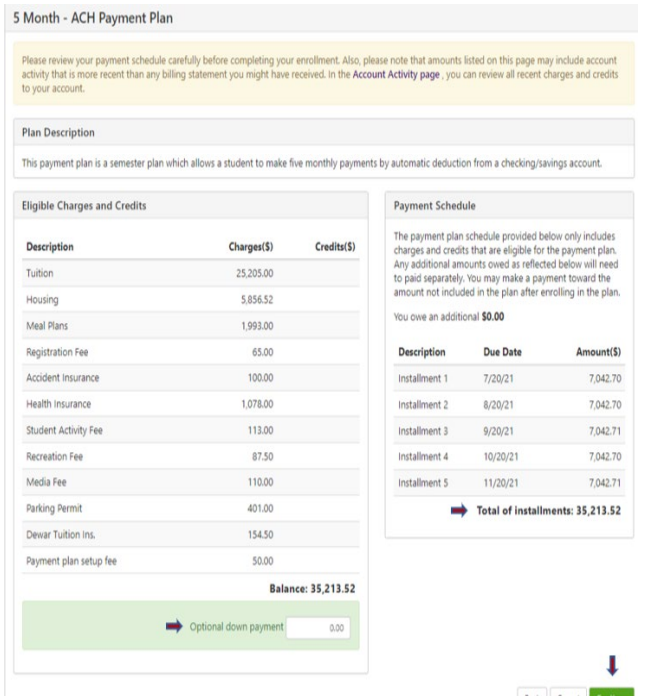 5 Month - ACH Payment Plan
Please review your payment schedule carefully before completing your enrollment. Also, please note that amounts listed on this page may include account
activity that is more recent than any billing statement you might have received. In the Account Activity page , you can review all recent charges and credits
to your account.
Plan Description
This payment plan is a semester plan which allows a student to make five monthly payments by automatic deduction from a checking/savings account.
Eligible Charges and Credits
Description Charges($) Credits($)
Tuition 25,205.00
Housing 5,856.52
Meal Plans 1,993.00
Registration Fee 65.00
Accident Insurance 100.00
Health Insurance 1,078.00
Student Activity Fee 113.00
Recreation Fee 87.50
Media Fee 110.00
Parking Permit 401.00
Dewar Tuition Ins. 154.50
Payment plan setup fee 50.00
Balance: 35,213.52
Optional down payment 0.00
Payment Schedule
The payment plan schedule provided below only includes
charges and credits that are eligible for the payment plan.
Any additional amounts owed as reflected below will need
to paid separately. You may make a payment toward the
amount not included in the plan after enrolling in the plan.
You owe an additional $0.00
Description Due Date Amount($)
Installment 1 7/20/21 7,042.70
Installment 2 8/20/21 7,042.70
Installment 3 9/20/21 7,042.71
Installment 4 10/20/21 7,042.70
Installment 5 11/20/21 7,042.71
Total of installments: 35,213.52